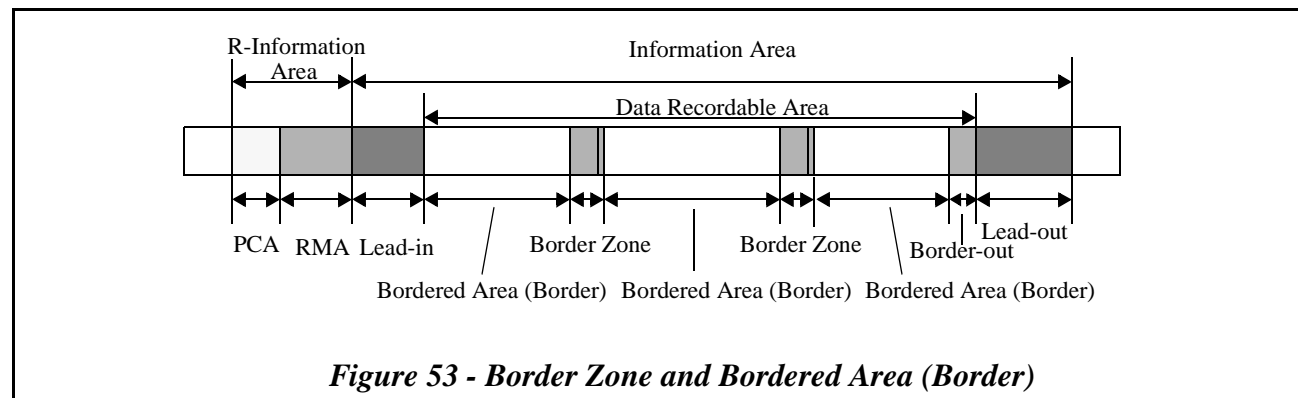 R-Information
Area
Information Area
Data Recordable Area
PCA
RMA
Lead-in
Border Zone
Border Zone
Border-out
Lead-out
Bordered Area (Border)
Bordered Area (Border)
Bordered Area (Border)
Figure 53 - Border Zone and Bordered Area (Border)